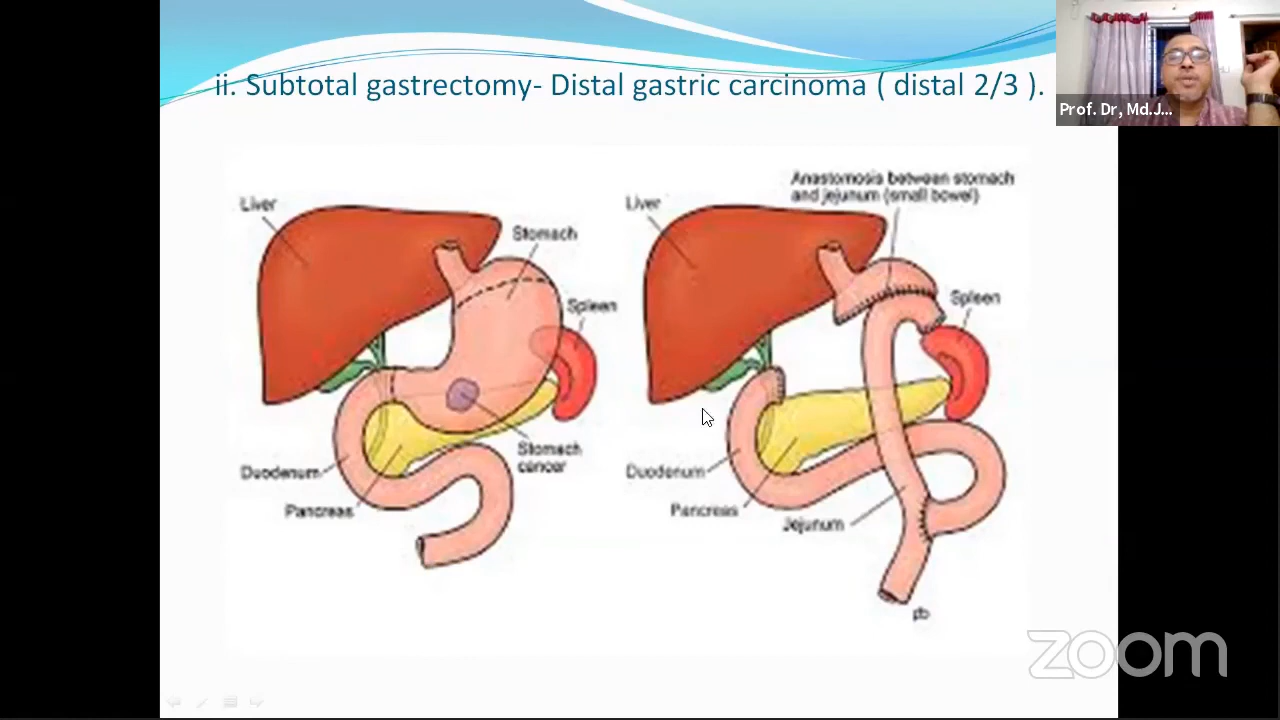 ii. Subtotal gastrectomy- Distal gastric carcinoma ( distal 2/3 ).
Prof. Dr, Md.J...
Liver
Stomach
Spleen
Stomach
cancer
Duodenum
Pancreas
Liver
Anastomosis between stomach
and jejunum (small bowel)
Spleen
Duodenum
Pancreas
Jejunum
zoom